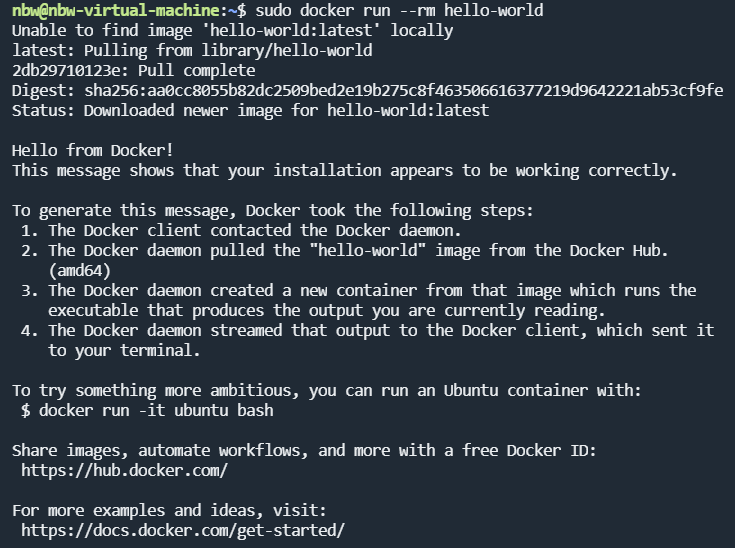 nbw@nbw-virtual-machine:~$ sudo docker run --rm hello-world
Unable to find image 'hello-world:latest' locally
latest: Pulling from library/hello-world
2db29710123e: Pull complete
Digest: sha256:aa0cc8055b82dc2509bed2e19b275c8f463506616377219d9642221ab53cf9fe
Status: Downloaded newer image for hello-world:latest

Hello from Docker!
This message shows that your installation appears to be working correctly.

To generate this message, Docker took the following steps:
 1. The Docker client contacted the Docker daemon.
 2. The Docker daemon pulled the "hello-world" image from the Docker Hub.
    (amd64)
 3. The Docker daemon created a new container from that image which runs the
    executable that produces the output you are currently reading.
 4. The Docker daemon streamed that output to the Docker client, which sent it
    to your terminal.

To try something more ambitious, you can run an Ubuntu container with:
 $ docker run -it ubuntu bash

Share images, automate workflows, and more with a free Docker ID:
 https://hub.docker.com/

For more examples and ideas, visit:
 https://docs.docker.com/get-started/